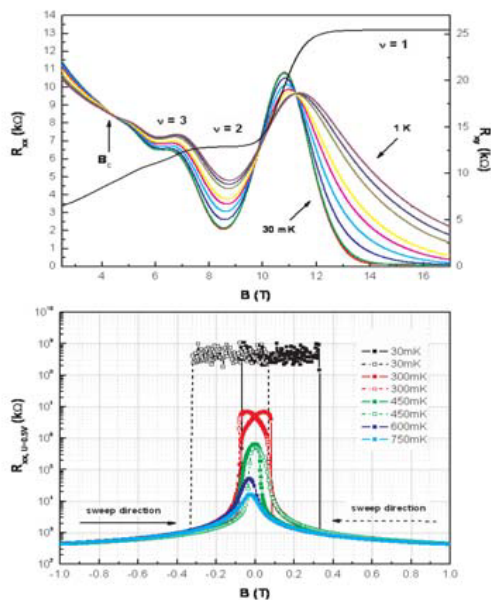 14
13
12
11
10
9
8
7
6
5
4
3
2
1
0
R_xx (kΩ)
ν = 3
ν = 2
ν = 1
B_c
1 K
30 mK
30
25
20
15
10
5
0
R_xy (kΩ)
4 6 8 10 12 14 16
B (T)
R_xx, U=0.5V (kΩ)
30mK
30mK
300mK
300mK
450mK
450mK
600mK
750mK
sweep direction
sweep direction
-1.0 -0.8 -0.6 -0.4 -0.2 0.0 0.2 0.4 0.6 0.8 1.0
B (T)